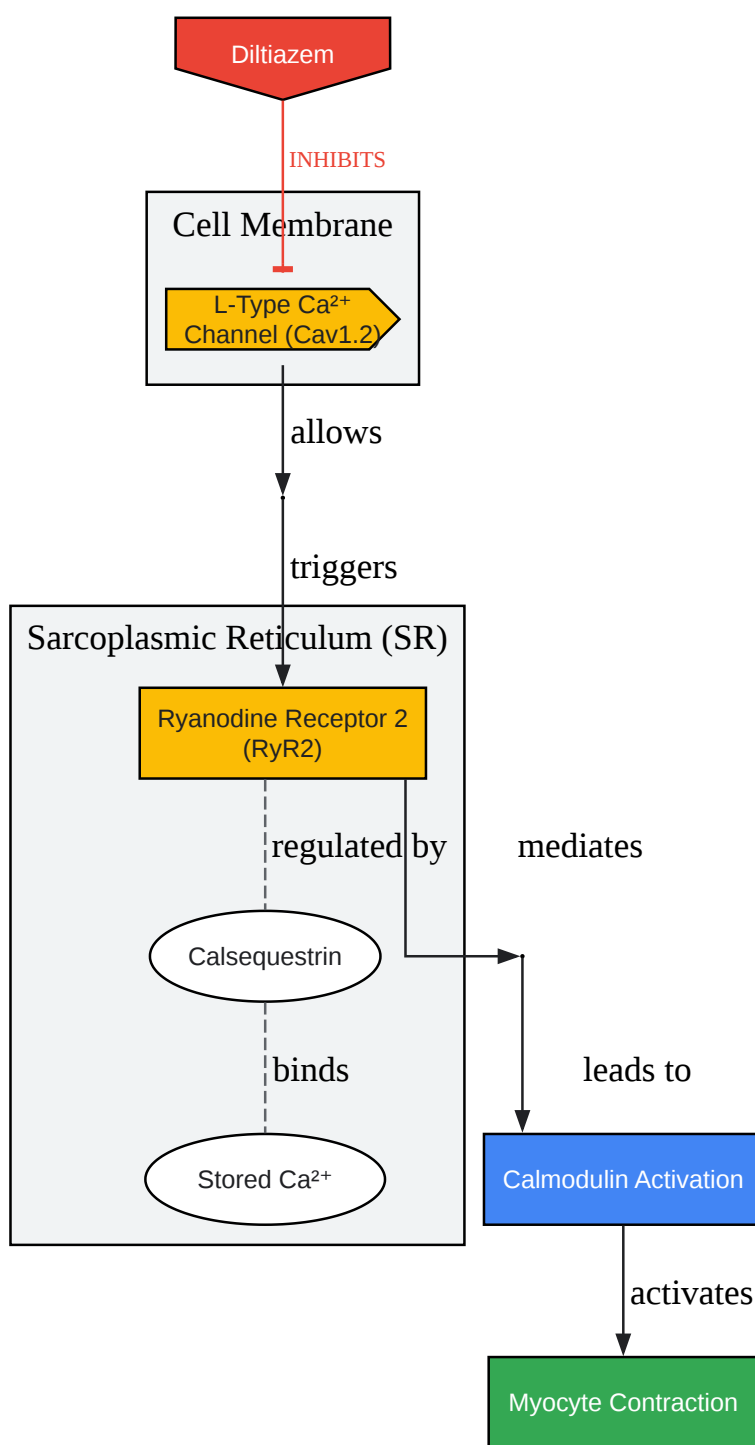 Diltiazem
INHIBITS
Cell Membrane
L-Type Ca²⁺
Channel (Cav1.2)
allows
triggers
Sarcoplasmic Reticulum (SR)
Ryanodine Receptor 2
(RyR2)
regulated by
mediates
Calsequestrin
binds
leads to
Stored Ca²⁺
Calmodulin Activation
activates
Myocyte Contraction